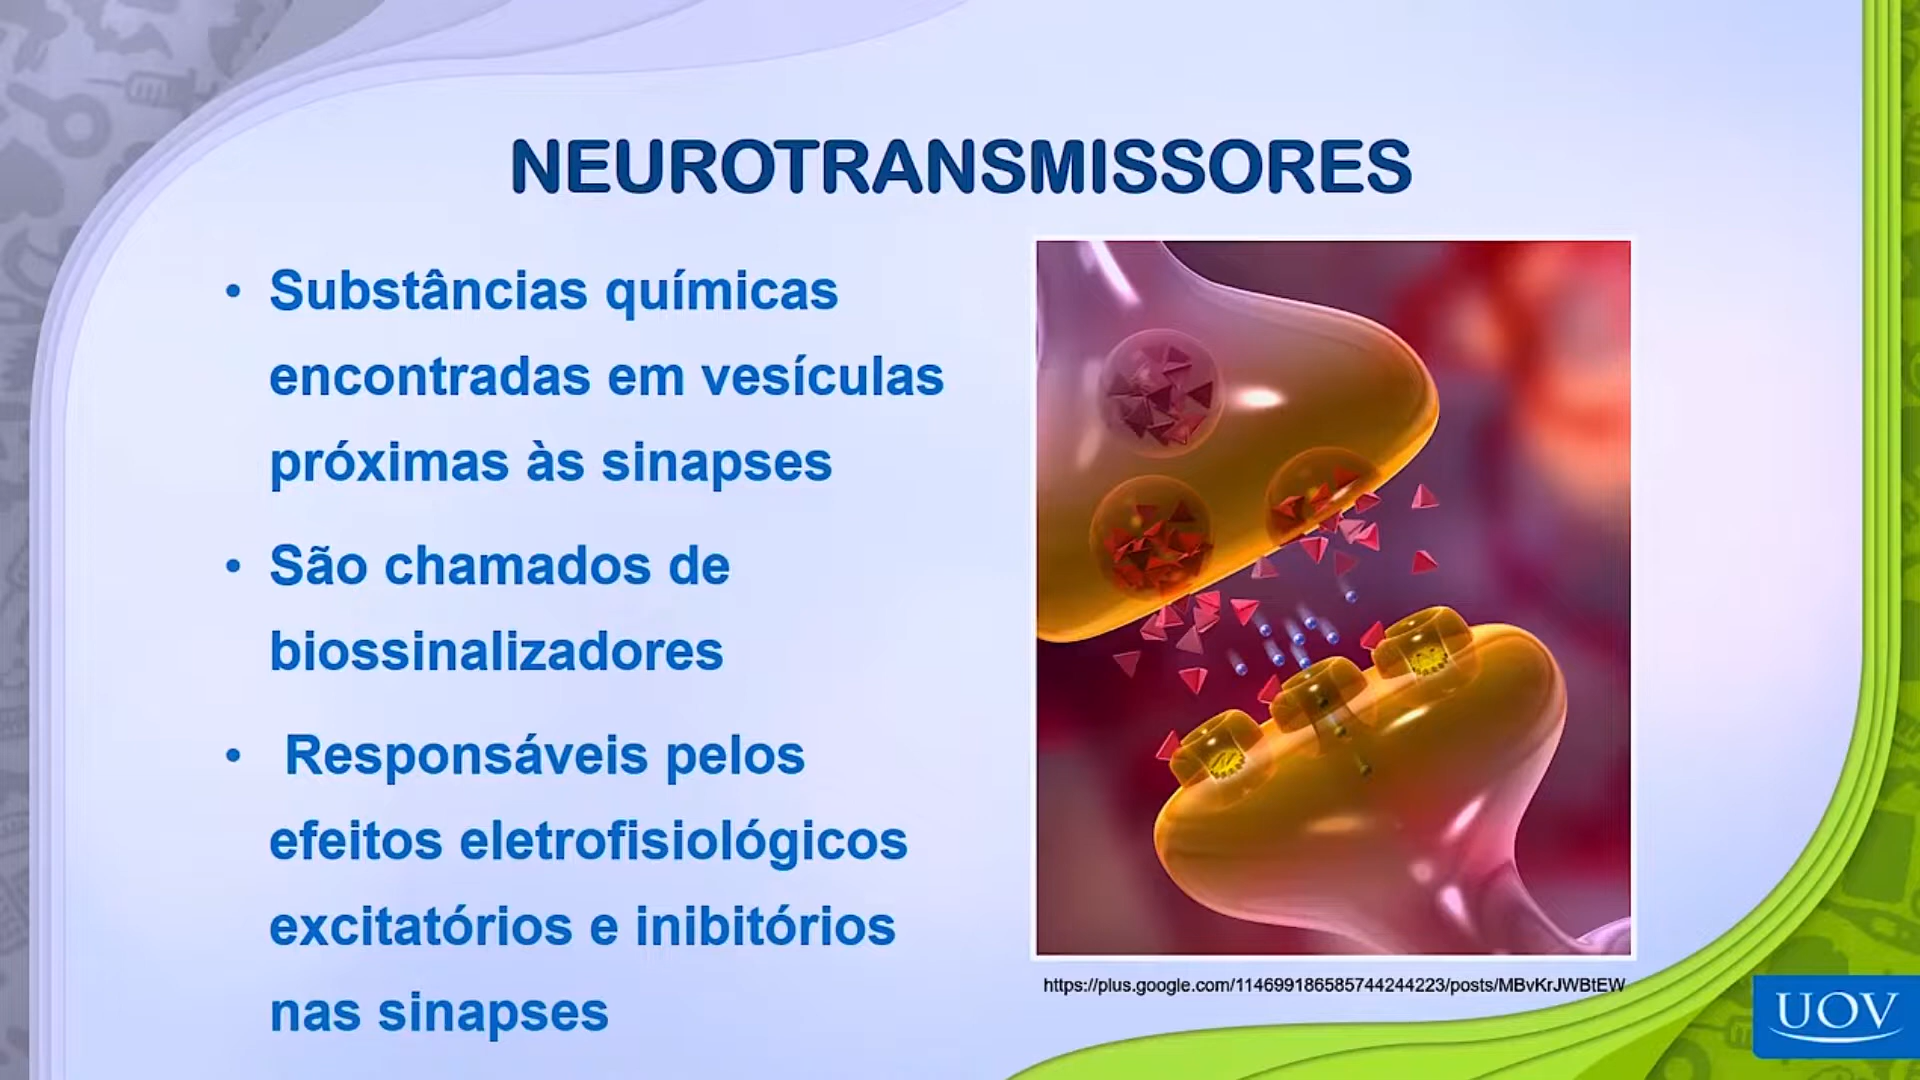 NEUROTRANSMISSORES
• Substâncias químicas
encontradas em vesículas
próximas às sinapses
• São chamados de
biossinalizadores
• Responsáveis pelos
efeitos eletrofisiológicos
excitatórios e inibitórios
nas sinapses
https://plus.google.com/114699186585744244223/posts/MBvKrJWBtEW
UOV